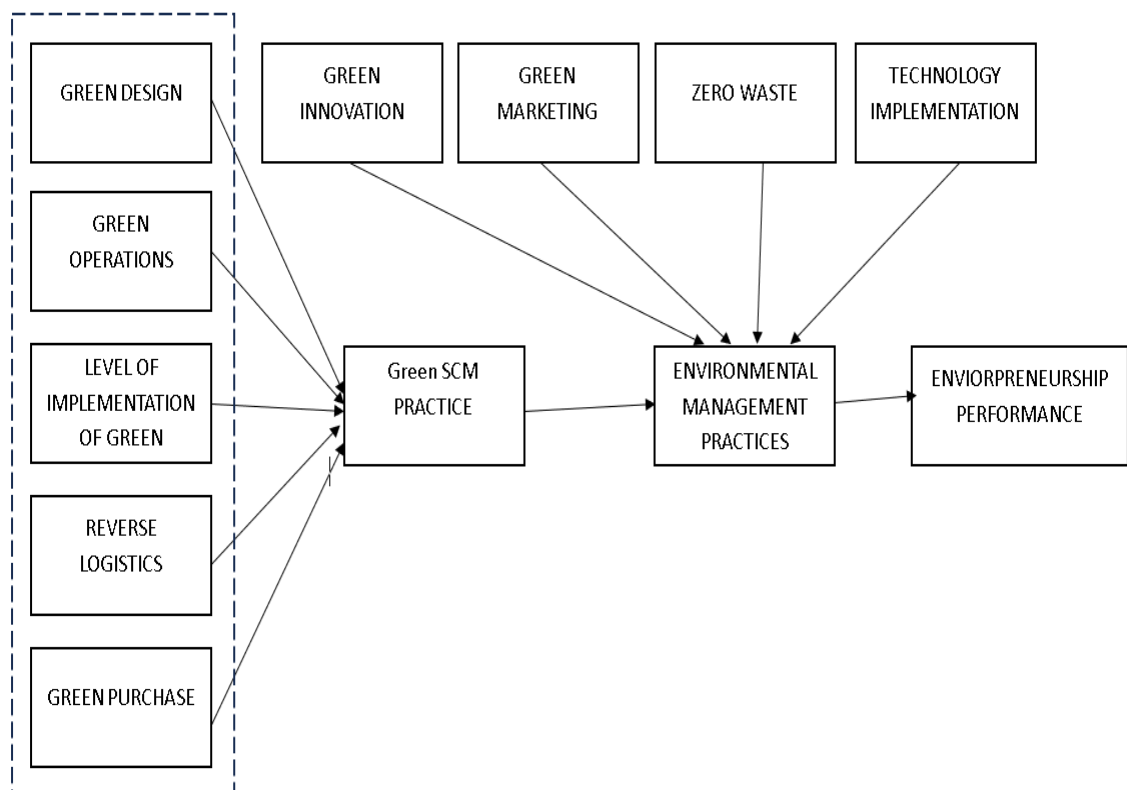 GREEN DESIGN
GREEN
INNOVATION
GREEN
MARKETING
ZERO WASTE
TECHNOLOGY
IMPLEMENTATION
GREEN
OPERATIONS
LEVEL OF
IMPLEMENTATION
OF GREEN
Green SCM
PRACTICE
ENVIRONMENTAL
MANAGEMENT
PRACTICES
ENVIORPRENEURSHIP
PERFORMANCE
REVERSE
LOGISTICS
GREEN PURCHASE